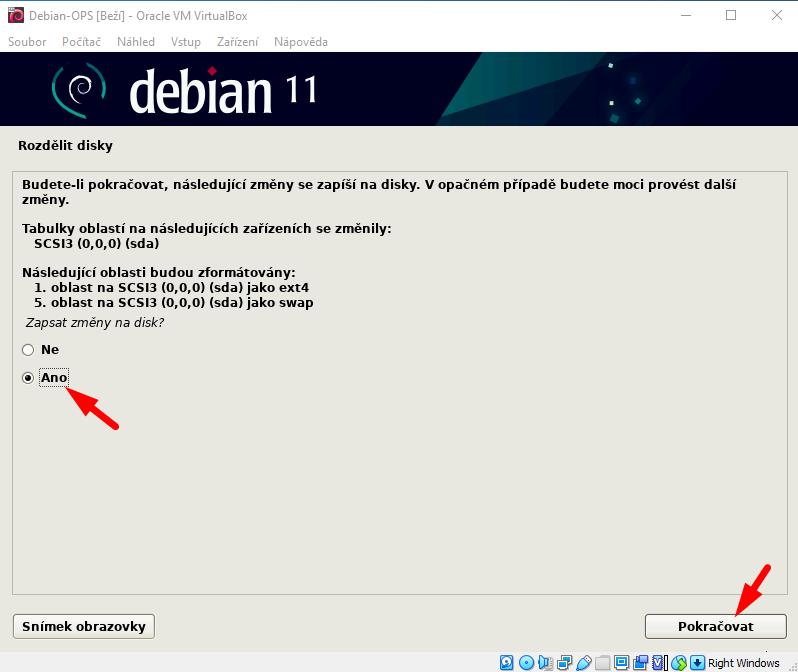 Debian-OPS [Beží] - Oracle VM VirtualBox
Soubor Počítač Náhled Vstup Zařízení Nápověda
debian 11
Rozdělit disky
Budete-li pokračovat, následující změny se zapíší na disky. V opačném případě budete moci provést další
změny.
Tabulky oblastí na následujících zařízeních se změnily:
SCSI3 (0,0,0) (sda)
Následující oblasti budou zformátovány:
1. oblast na SCSI3 (0,0,0) (sda) jako ext4
5. oblast na SCSI3 (0,0,0) (sda) jako swap
Zapsat změny na disk?
Ne
Ano
Snímek obrazovky
Pokračovat
Right Windows